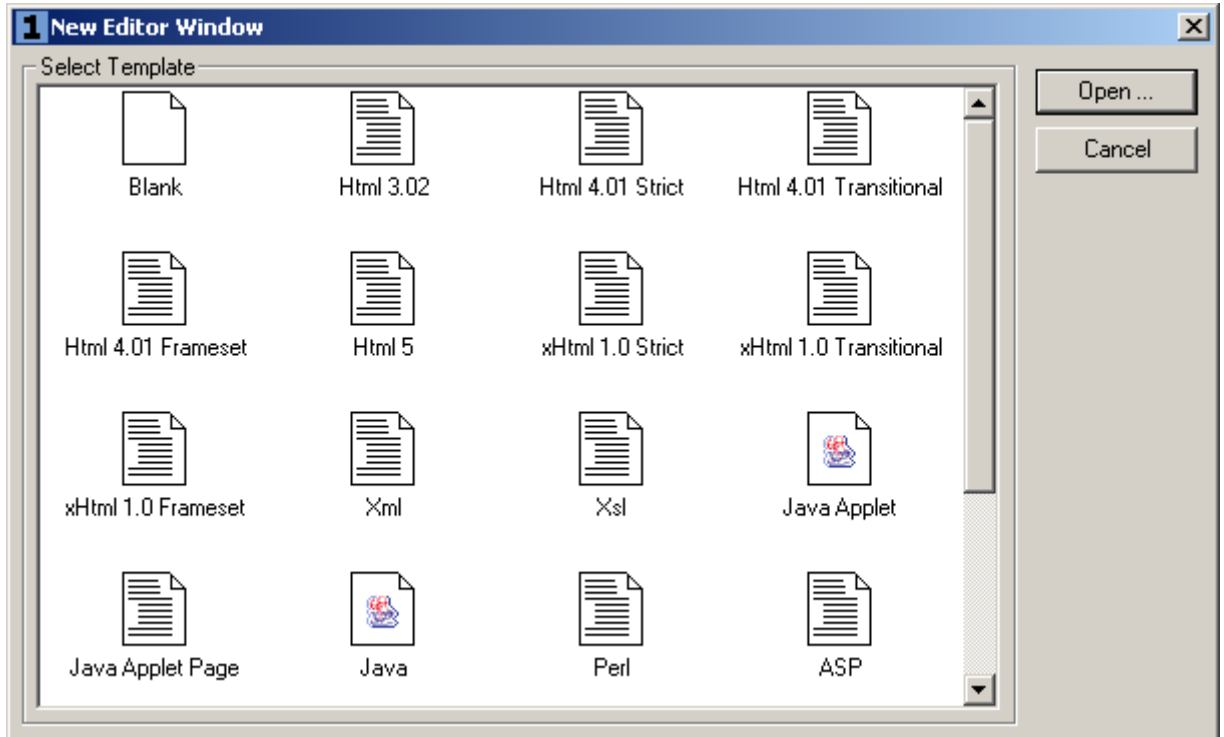 1 New Editor Window
Select Template
Open ...
Cancel
Blank Html 3.02 Html 4.01 Strict Html 4.01 Transitional
Html 4.01 Frameset Html 5 xHtml 1.0 Strict xHtml 1.0 Transitional
xHtml 1.0 Frameset Xml Xsl Java Applet
Java Applet Page Java Perl ASP